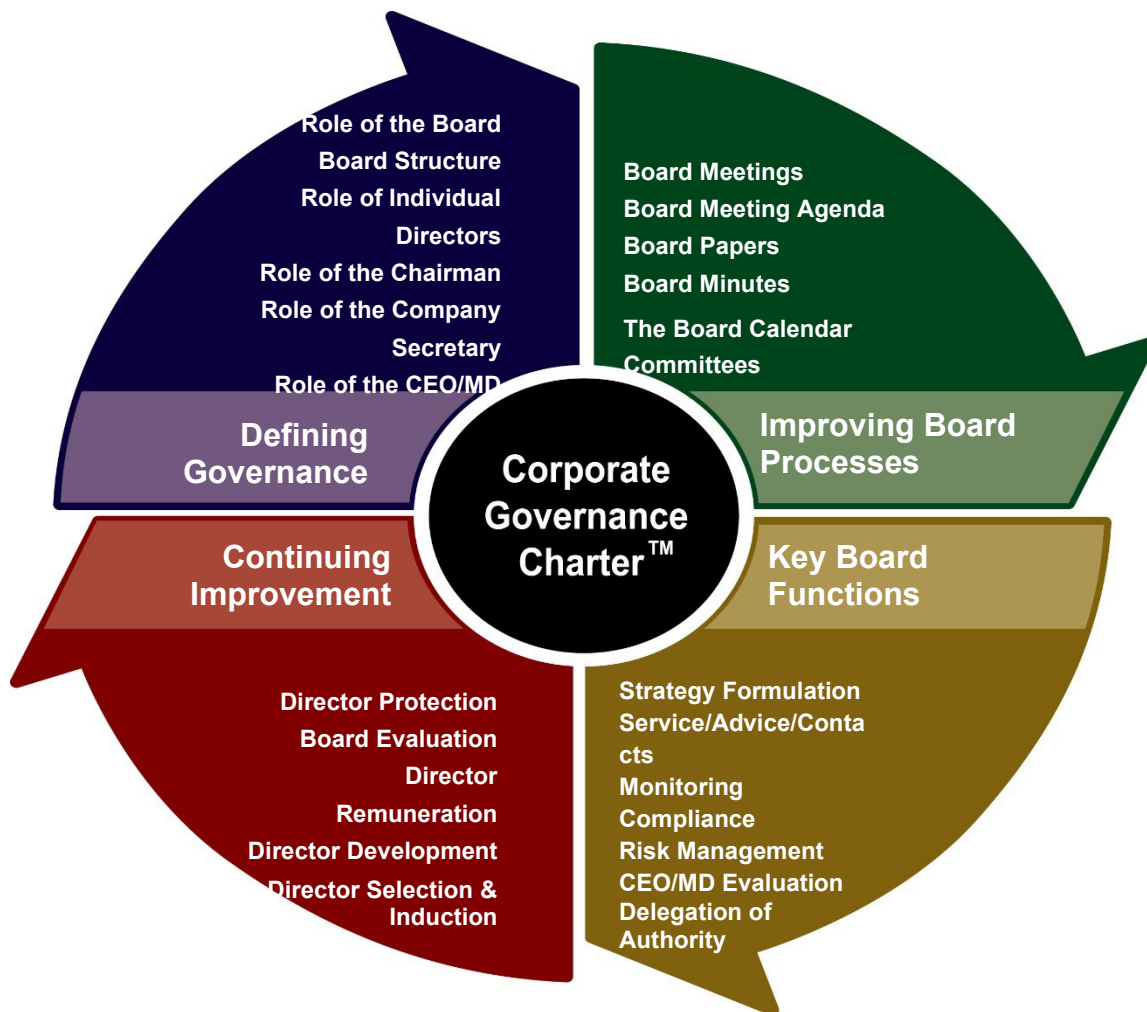 Role of the Board
Board Structure
Role of Individual
Directors
Role of the Chairman
Role of the Company
Secretary
Role of the CEO/MD
Defining
Governance
Board Meetings
Board Meeting Agenda
Board Papers
Board Minutes
The Board Calendar
Committees
Improving Board
Processes
Corporate
Governance
Charter™
Continuing
Improvement
Director Protection
Board Evaluation
Director
Remuneration
Director Development
Director Selection &
Induction
Key Board
Functions
Strategy Formulation
Service/Advice/Conta
cts
Monitoring
Compliance
Risk Management
CEO/MD Evaluation
Delegation of
Authority